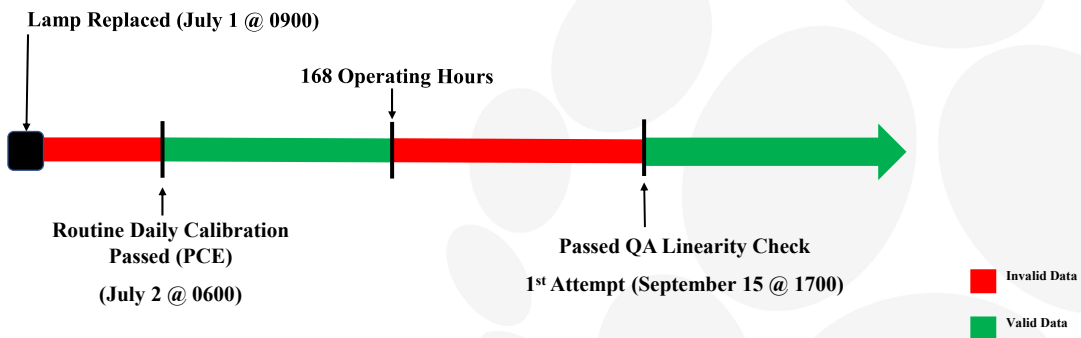 Lamp Replaced (July 1 @ 0900)
168 Operating Hours
Routine Daily Calibration
Passed (PCE)
(July 2 @ 0600)
Passed QA Linearity Check
1st Attempt (September 15 @ 1700)
Invalid Data
Valid Data